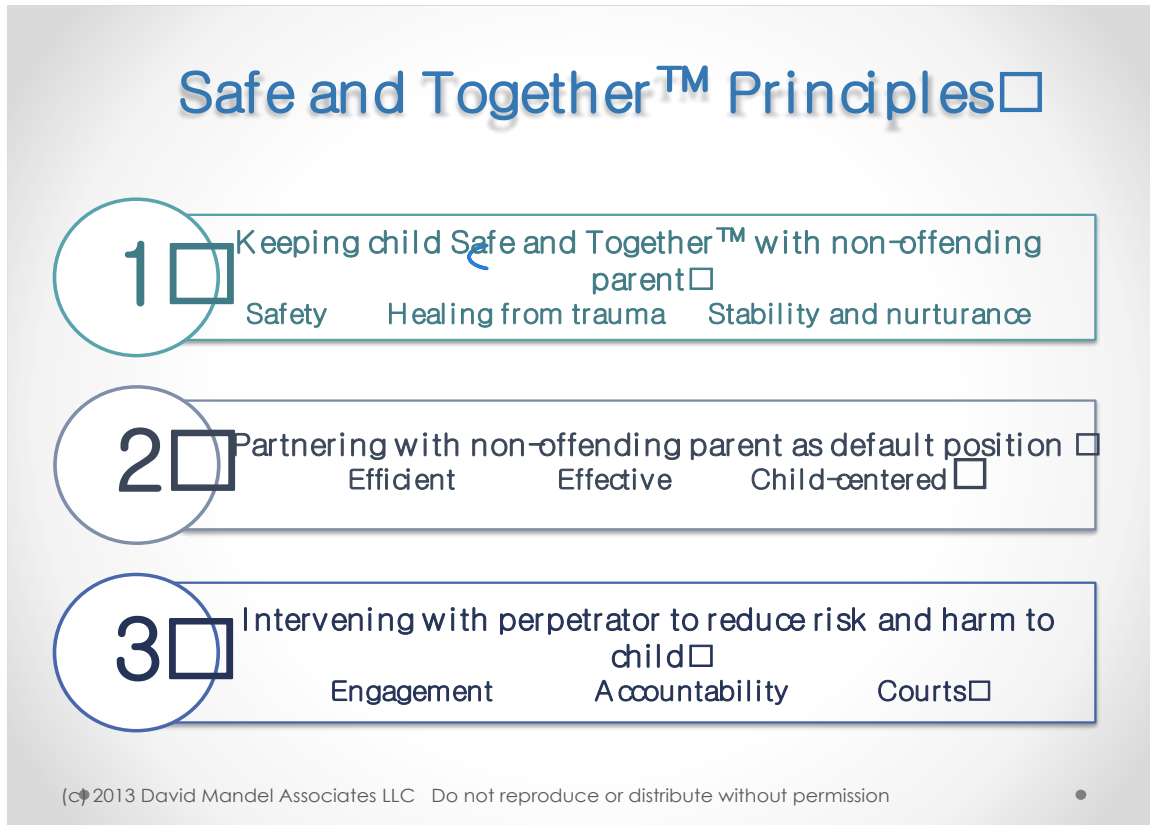 Safe and Together™ Principles
1
Keeping child Safe and Together™ with non-offending
parent
Safety Healing from trauma Stability and nurturance
2
Partnering with non-offending parent as default position
Efficient Effective Child-centered
3
Intervening with perpetrator to reduce risk and harm to
child
Engagement Accountability Courts
(c) 2013 David Mandel Associates LLC Do not reproduce or distribute without permission